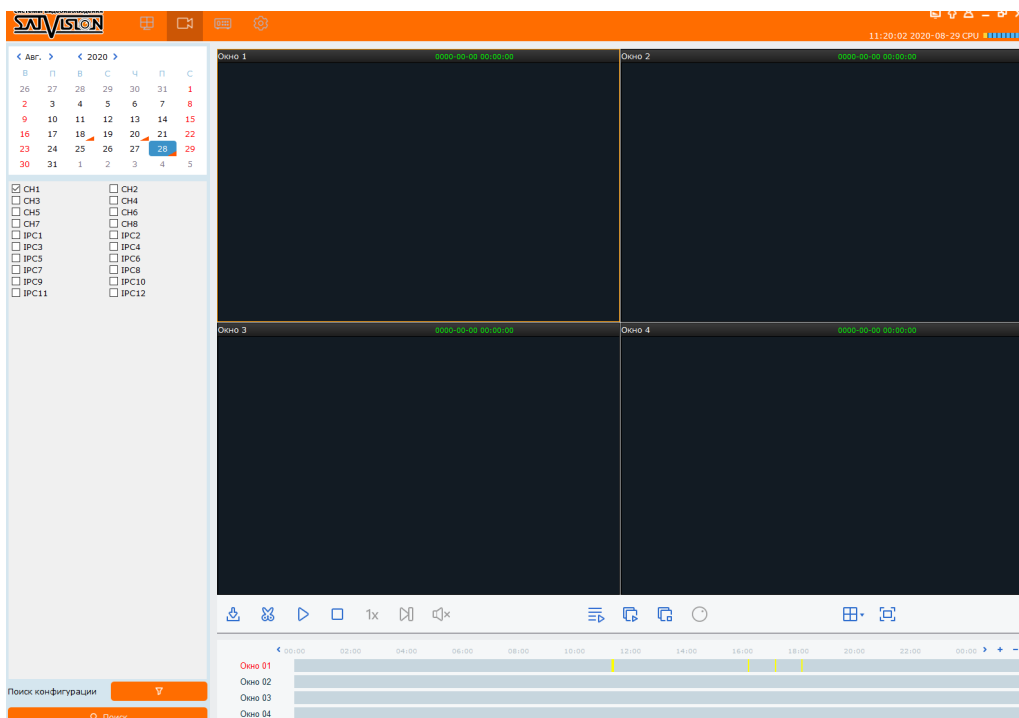 СИСТЕМЫ ВИДЕОНАБЛЮДЕНИЯ
SATVISION
11:20:02 2020-08-29 CPU
Авг. 2020
В П В С Ч П С
26 27 28 29 30 31 1
2 3 4 5 6 7 8
9 10 11 12 13 14 15
16 17 18 19 20 21 22
23 24 25 26 27 28 29
30 31 1 2 3 4 5
CH1 CH2
CH3 CH4
CH5 CH6
CH7 CH8
IPC1 IPC2
IPC3 IPC4
IPC5 IPC6
IPC7 IPC8
IPC9 IPC10
IPC11 IPC12
Поиск конфигурации
Поиск
Окно 1 0000-00-00 00:00:00
Окно 2 0000-00-00 00:00:00
Окно 3 0000-00-00 00:00:00
Окно 4 0000-00-00 00:00:00
1x
00:00 02:00 04:00 06:00 08:00 10:00 12:00 14:00 16:00 18:00 20:00 22:00 00:00 + -
Окно 01
Окно 02
Окно 03
Окно 04